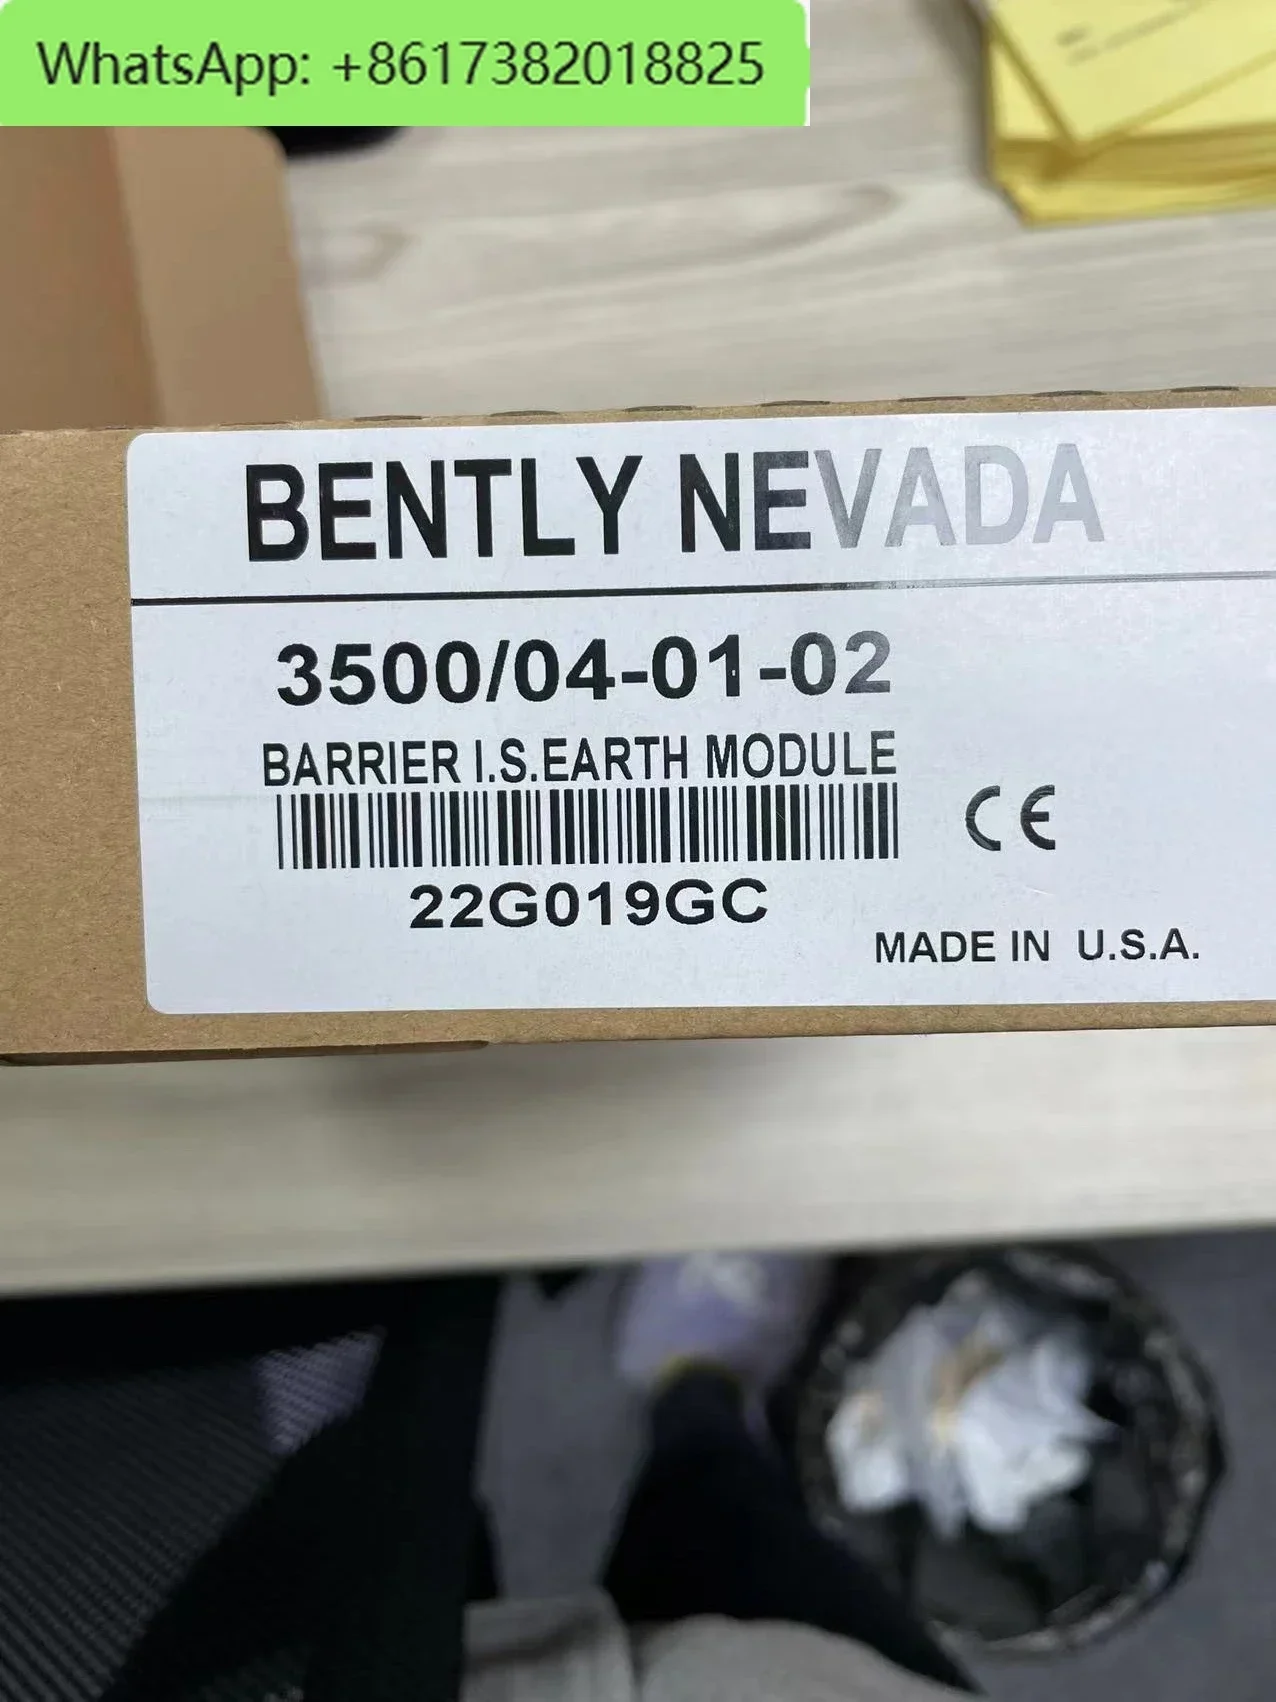 WhatsApp: +8617382018825
BENTLY NEVADA
3500/04-01-02
BARRIER I.S.EARTH MODULE
CE
22G019GC
MADE IN U.S.A.